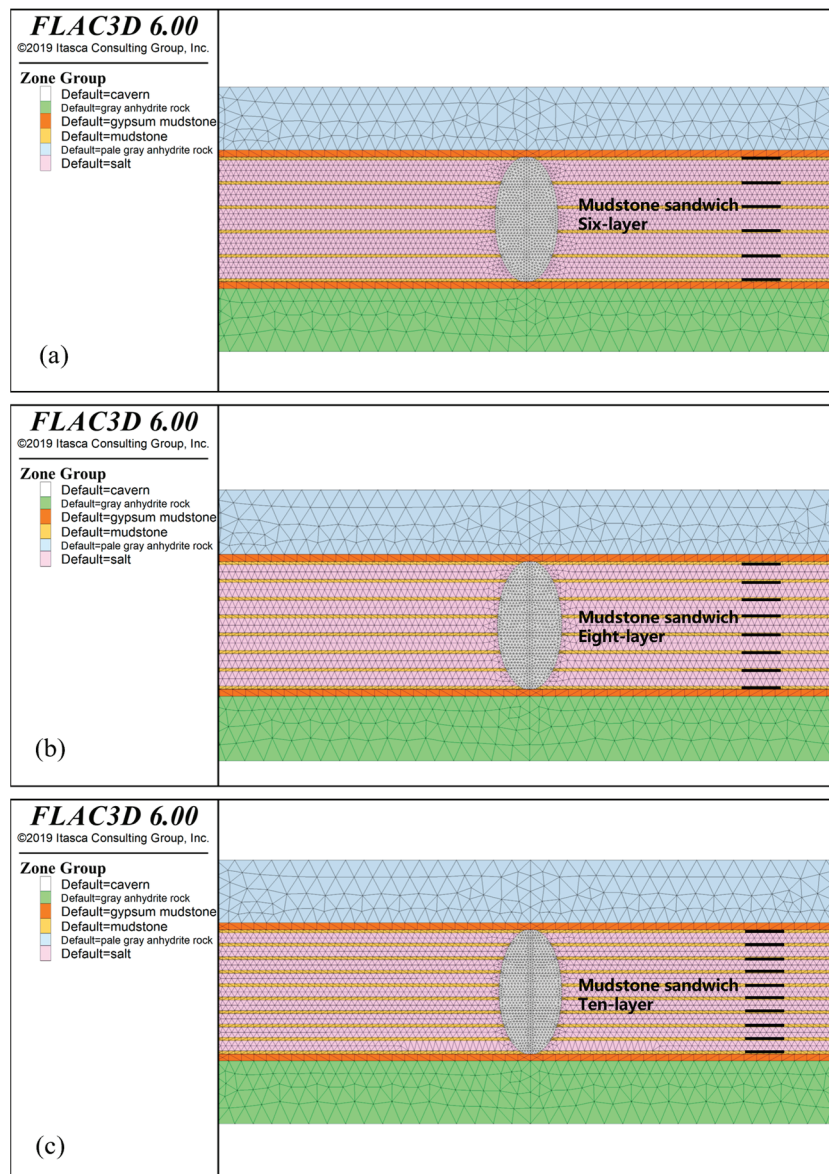 FLAC3D 6.00
©2019 Itasca Consulting Group, Inc.
Zone Group
Default=cavern
Default=gray anhydrite rock
Default=gypsum mudstone
Default=mudstone
Default=pale gray anhydrite rock
Default=salt
Mudstone sandwich
Six-layer
(a)
FLAC3D 6.00
©2019 Itasca Consulting Group, Inc.
Zone Group
Default=cavern
Default=gray anhydrite rock
Default=gypsum mudstone
Default=mudstone
Default=pale gray anhydrite rock
Default=salt
Mudstone sandwich
Eight-layer
(b)
FLAC3D 6.00
©2019 Itasca Consulting Group, Inc.
Zone Group
Default=cavern
Default=gray anhydrite rock
Default=gypsum mudstone
Default=mudstone
Default=pale gray anhydrite rock
Default=salt
Mudstone sandwich
Ten-layer
(c)